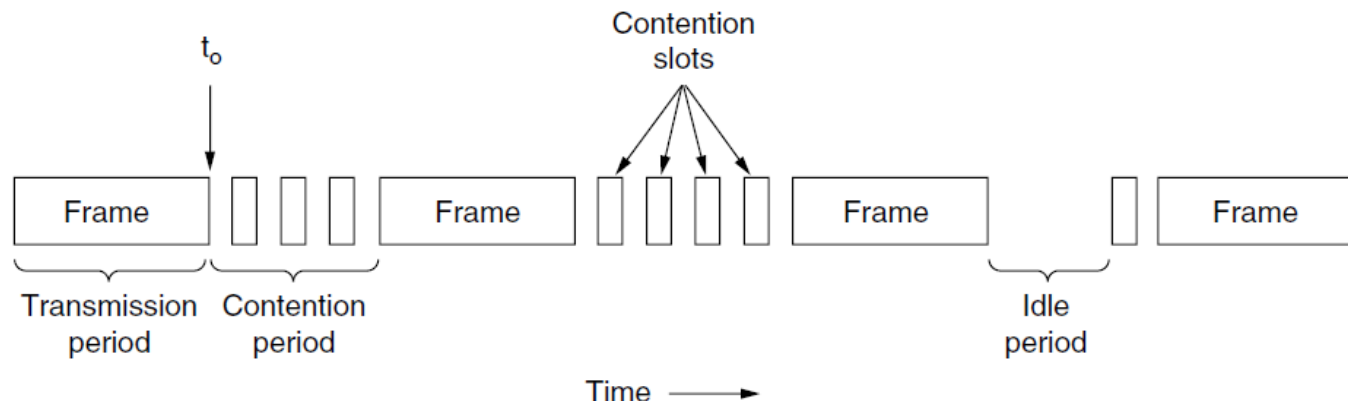 t₀
Contention
slots
Frame
Frame
Frame
Frame
Transmission
period
Contention
period
Idle
period
Time